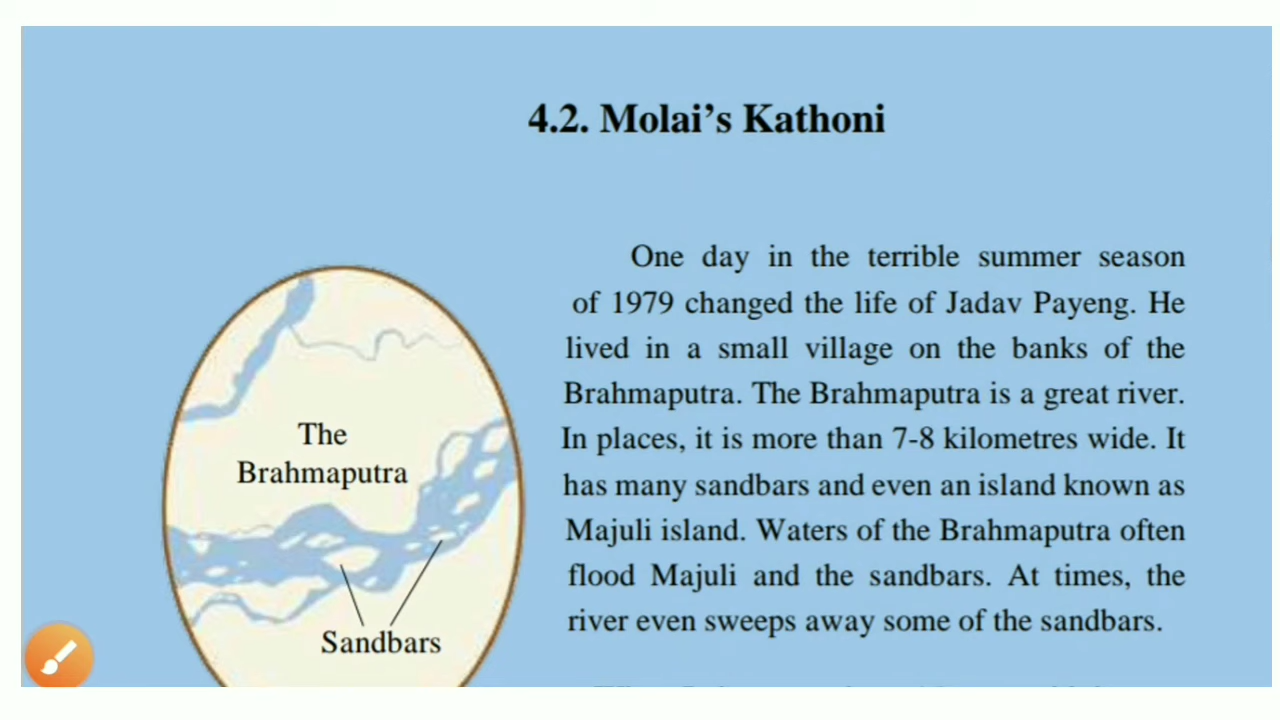 4.2. Molai's Kathoni
One day in the terrible summer season
of 1979 changed the life of Jadav Payeng. He
lived in a small village on the banks of the
Brahmaputra. The Brahmaputra is a great river.
In places, it is more than 7-8 kilometres wide. It
has many sandbars and even an island known as
Majuli island. Waters of the Brahmaputra often
flood Majuli and the sandbars. At times, the
river even sweeps away some of the sandbars.
The
Brahmaputra
Sandbars